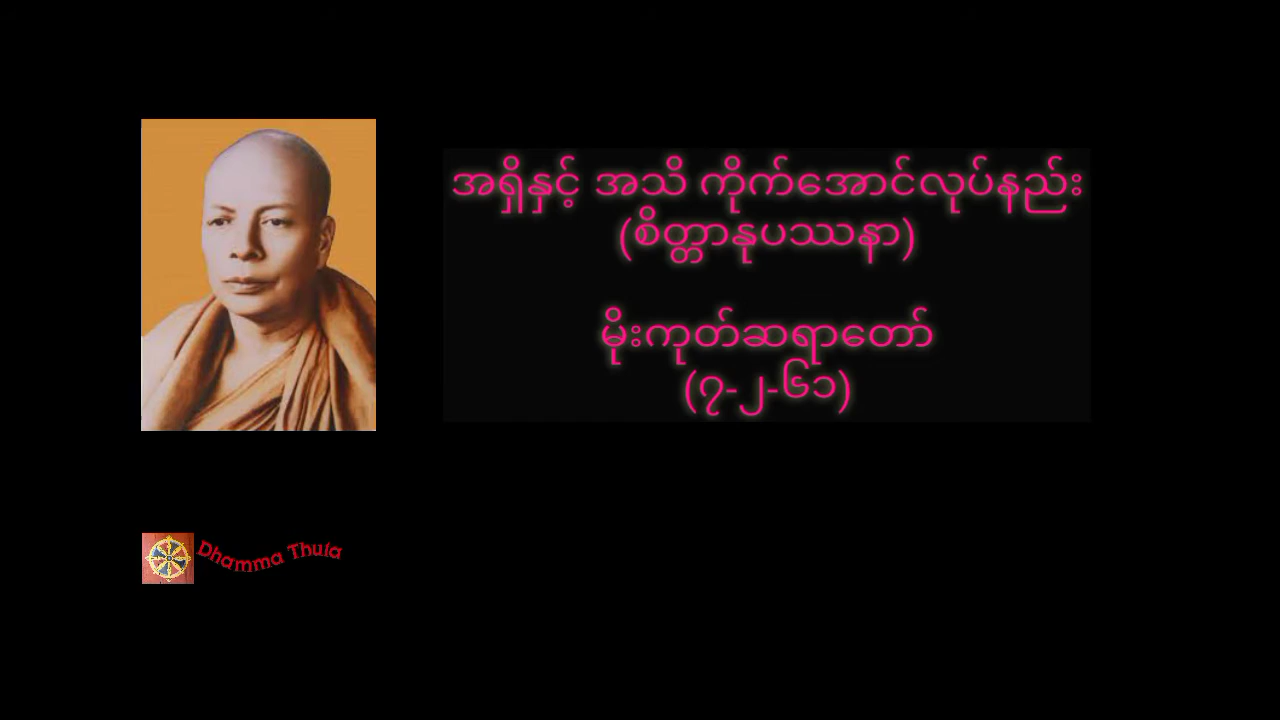 အရှိနှင့် အသိ ကိုက်အောင်လုပ်နည်း
(စိတ္တာနုပဿနာ)
မိုးကုတ်ဆရာတော်
(၇-၂-၆၁)
Dhamma Thuta